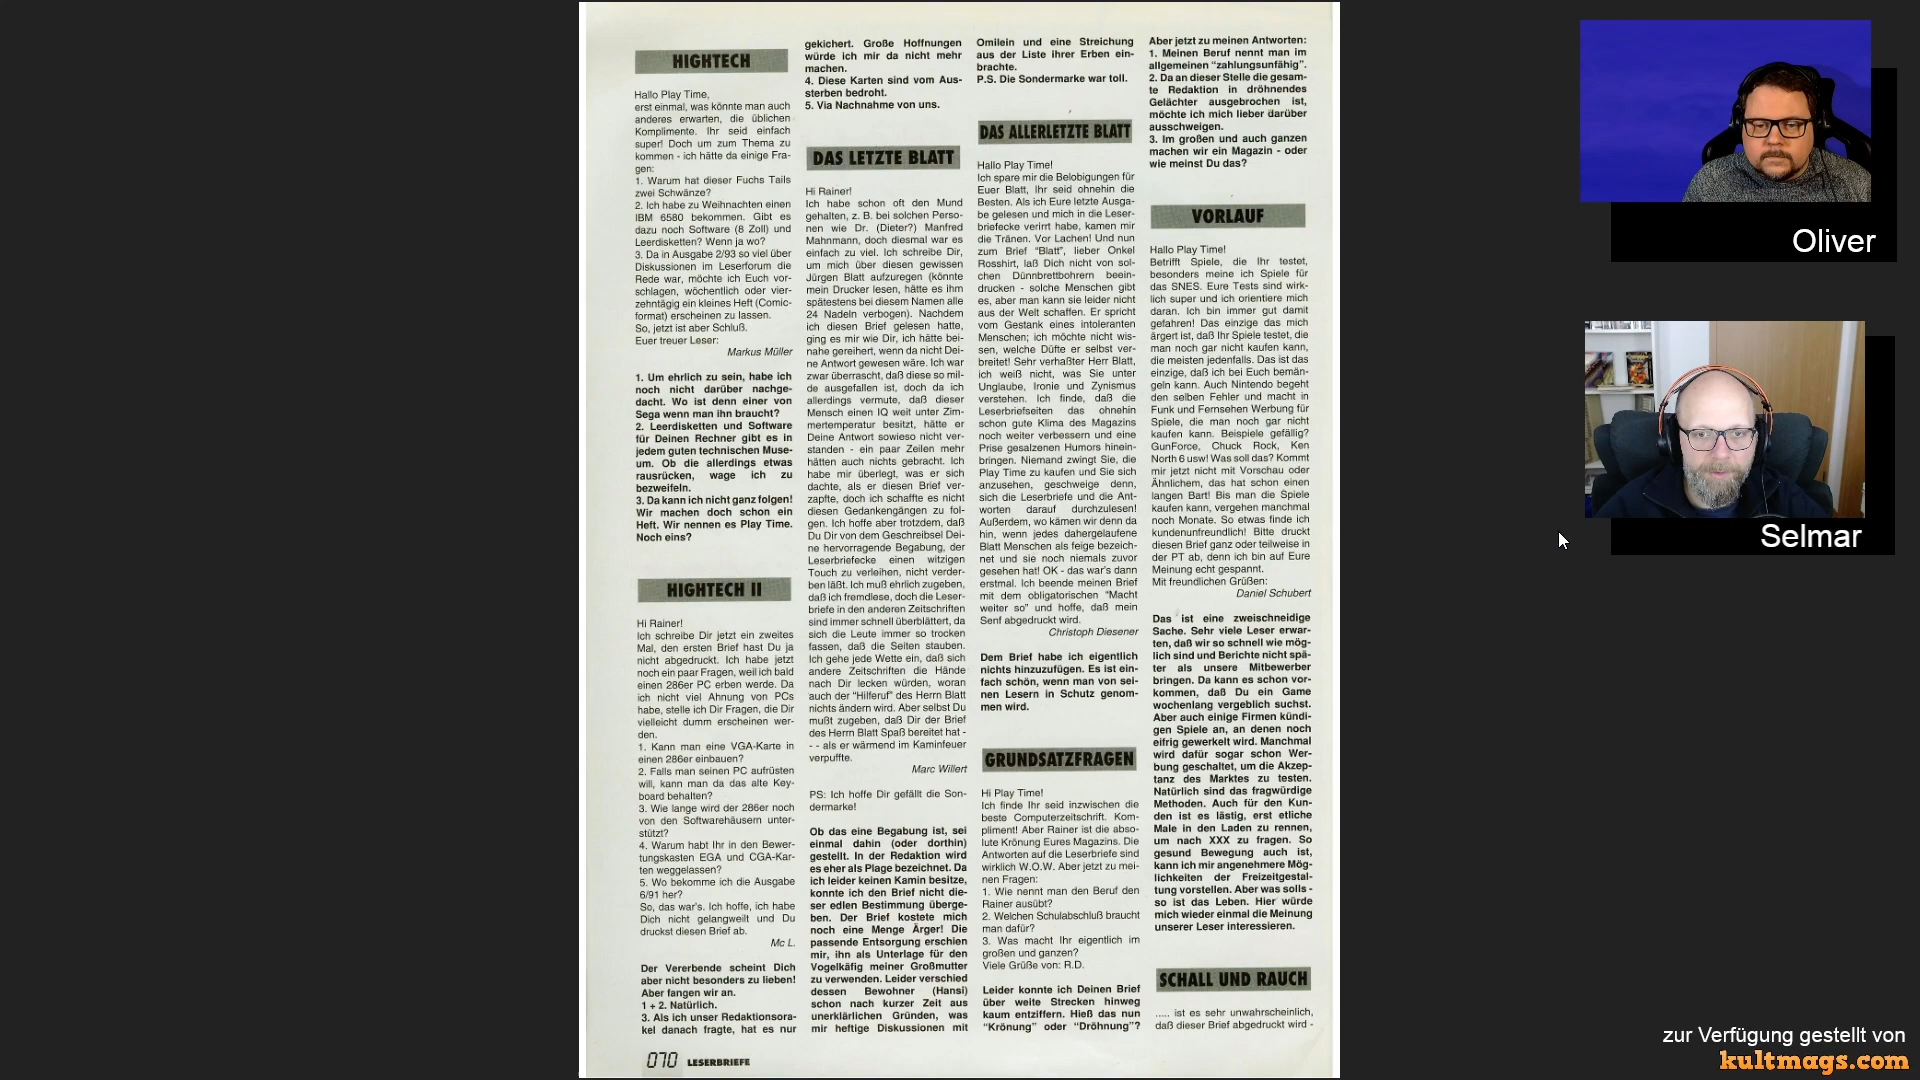 HIGHTECH
Hallo Play Time,
erst einmal, was könnte man auch
anderes erwarten, die üblichen
Komplimente. Ihr seid einfach
super! Doch um zum Thema zu
kommen - ich hätte da einige Fra-
gen:
1. Warum hat dieser Fuchs Tails
zwei Schwänze?
2. Ich habe zu Weihnachten einen
IBM 6580 bekommen. Gibt es
dazu noch Software (8 Zoll) und
Leerdisketten? Wenn ja wo?
3. Da in Ausgabe 2/93 so viel über
Diskussionen im Leserforum die
Rede war, möchte ich Euch vor-
schlagen, wöchentlich oder vier-
zehntägig ein kleines Heft (Comic-
format) erscheinen zu lassen.
So, jetzt ist aber Schluß.
Euer treuer Leser:
Markus Müller
1. Um ehrlich zu sein, habe ich
noch nicht darüber nachge-
dacht. Wo ist denn einer von
Sega wenn man ihn braucht?
2. Leerdisketten und Software
für Deinen Rechner gibt es in
jedem guten technischen Muse-
um. Ob die allerdings etwas
rausrücken, wage ich zu
bezweifeln.
3. Da kann ich nicht ganz folgen!
Wir machen doch schon ein
Heft. Wir nennen es Play Time.
Noch eins?
HIGHTECH II
Hi Rainer!
Ich schreibe Dir jetzt ein zweites
Mal, den ersten Brief hast Du ja
nicht abgedruckt. Ich habe jetzt
noch ein paar Fragen, weil ich bald
einen 286er PC erben werde. Da
ich nicht viel Ahnung von PCs
habe, stelle ich Dir Fragen, die Dir
vielleicht dumm erscheinen wer-
den.
1. Kann man eine VGA-Karte in
einen 286er einbauen?
2. Falls man seinen PC aufrüsten
will, kann man da das alte Key-
board behalten?
3. Wie lange wird der 286er noch
von den Softwarehäusern unter-
stützt?
4. Warum habt Ihr in den Bewer-
tungskasten EGA und CGA-Kar-
ten weggelassen?
5. Wo bekomme ich die Ausgabe
6/91 her?
So, das war's. Ich hoffe, ich habe
Dich nicht gelangweilt und Du
druckst diesen Brief ab.
Mc L.
Der Vererbende scheint Dich
aber nicht besonders zu lieben!
Aber fangen wir an.
1 + 2. Natürlich.
3. Als ich unser Redaktionsora-
kel danach fragte, hat es nur
gekichert. Große Hoffnungen
würde ich mir da nicht mehr
machen.
4. Diese Karten sind vom Aus-
sterben bedroht.
5. Via Nachnahme von uns.
DAS LETZTE BLATT
Hi Rainer!
Ich habe schon oft den Mund
gehalten, z. B. bei solchen Perso-
nen wie Dr. (Dieter?) Manfred
Mahnmann, doch diesmal war es
einfach zu viel. Ich schreibe Dir,
um mich über diesen gewissen
Jürgen Blatt aufzuregen (könnte
mein Drucker lesen, hätte es ihm
spätestens bei diesem Namen alle
24 Nadeln verbogen). Nachdem
ich diesen Brief gelesen hatte,
ging es mir wie Dir, ich hätte bei-
nahe gereihert, wenn da nicht Dei-
ne Antwort gewesen wäre. Ich war
zwar überrascht, daß diese so mil-
de ausgefallen ist, doch da ich
allerdings vermute, daß dieser
Mensch einen IQ weit unter Zim-
mertemperatur besitzt, hätte er
Deine Antwort sowieso nicht ver-
standen - ein paar Zeilen mehr
hätten auch nichts gebracht. Ich
habe mir überlegt, was er sich
dachte, als er diesen Brief ver-
zapfte, doch ich schaffte es nicht
diesen Gedankengängen zu fol-
gen. Ich hoffe aber trotzdem, daß
Du Dir von dem Geschreibsel Dei-
ne hervorragende Begabung, der
Leserbriefecke einen witzigen
Touch zu verleihen, nicht verder-
ben läßt. Ich muß ehrlich zugeben,
daß ich fremdlese, doch die Leser-
briefe in den anderen Zeitschriften
sind immer schnell überblättert, da
sich die Leute immer so trocken
fassen, daß die Seiten stauben.
Ich gehe jede Wette ein, daß sich
andere Zeitschriften die Hände
nach Dir lecken würden, woran
auch der "Hilferuf" des Herrn Blatt
nichts ändern wird. Aber selbst Du
mußt zugeben, daß Dir der Brief
des Herrn Blatt Spaß bereitet hat -
- - als er wärmend im Kaminfeuer
verpuffte.
Marc Willert
PS: Ich hoffe Dir gefällt die Son-
dermarke!
Ob das eine Begabung ist, sei
einmal dahin (oder dorthin)
gestellt. In der Redaktion wird
es eher als Plage bezeichnet. Da
ich leider keinen Kamin besitze,
konnte ich den Brief nicht die-
ser edlen Bestimmung überge-
ben. Der Brief kostete mich
noch eine Menge Ärger! Die
passende Entsorgung erschien
mir, ihn als Unterlage für den
Vogelkäfig meiner Großmutter
zu verwenden. Leider verschied
dessen Bewohner (Hansi)
schon nach kurzer Zeit aus
unerklärlichen Gründen, was
mir heftige Diskussionen mit
Omilein und eine Streichung
aus der Liste ihrer Erben ein-
brachte.
P.S. Die Sondermarke war toll.
DAS ALLERLETZTE BLATT
Hallo Play Time!
Ich spare mir die Belobigungen für
Euer Blatt, Ihr seid ohnehin die
Besten. Als ich Eure letzte Ausga-
be gelesen und mich in die Leser-
briefecke verirrt habe, kamen mir
die Tränen. Vor Lachen! Und nun
zum Brief "Blatt", lieber Onkel
Rosshirt, laß Dich nicht von sol-
chen Dünnbrettbohrern beein-
drucken - solche Menschen gibt
es, aber man kann sie leider nicht
aus der Welt schaffen. Er spricht
vom Gestank eines intoleranten
Menschen; ich möchte nicht wis-
sen, welche Düfte er selbst ver-
breitet! Sehr verhaßter Herr Blatt,
ich weiß nicht, was Sie unter
Unglaube, Ironie und Zynismus
verstehen. Ich finde, daß die
Leserbriefseiten das ohnehin
schon gute Klima des Magazins
noch weiter verbessern und eine
Prise gesalzenen Humors hinein-
bringen. Niemand zwingt Sie, die
Play Time zu kaufen und Sie sich
anzusehen, geschweige denn,
sich die Leserbriefe und die Ant-
worten darauf durchzulesen!
Außerdem, wo kämen wir denn da
hin, wenn jedes dahergelaufene
Blatt Menschen als feige bezeich-
net und sie noch niemals zuvor
gesehen hat! OK - das war's dann
erstmal. Ich beende meinen Brief
mit dem obligatorischen "Macht
weiter so" und hoffe, daß mein
Senf abgedruckt wird.
Christoph Diesener
Dem Brief habe ich eigentlich
nichts hinzuzufügen. Es ist ein-
fach schön, wenn man von sei-
nen Lesern in Schutz genom-
men wird.
GRUNDSATZFRAGEN
Hi Play Time!
Ich finde Ihr seid inzwischen die
beste Computerzeitschrift. Kom-
pliment! Aber Rainer ist die abso-
lute Krönung Eures Magazins. Die
Antworten auf die Leserbriefe sind
wirklich W.O.W. Aber jetzt zu mei-
nen Fragen:
1. Wie nennt man den Beruf den
Rainer ausübt?
2. Welchen Schulabschluß braucht
man dafür?
3. Was macht Ihr eigentlich im
großen und ganzen?
Viele Grüße von: R.D.
Leider konnte ich Deinen Brief
über weite Strecken hinweg
kaum entziffern. Hieß das nun
"Krönung" oder "Dröhnung"?
Aber jetzt zu meinen Antworten:
1. Meinen Beruf nennt man im
allgemeinen "zahlungsunfähig".
2. Da an dieser Stelle die gesam-
te Redaktion in dröhnendes
Gelächter ausgebrochen ist,
möchte ich mich lieber darüber
ausschweigen.
3. Im großen und auch ganzen
machen wir ein Magazin - oder
wie meinst Du das?
VORLAUF
Hallo Play Time!
Betrifft Spiele, die Ihr testet,
besonders meine ich Spiele für
das SNES. Eure Tests sind wirk-
lich super und ich orientiere mich
daran. Ich bin immer gut damit
gefahren! Das einzige das mich
ärgert ist, daß Ihr Spiele testet, die
man noch gar nicht kaufen kann,
die meisten jedenfalls. Das ist das
einzige, daß ich bei Euch bemän-
geln kann. Auch Nintendo begeht
den selben Fehler und macht in
Funk und Fernsehen Werbung für
Spiele, die man noch gar nicht
kaufen kann. Beispiele gefällig?
GunForce, Chuck Rock, Ken
North 6 usw! Was soll das? Kommt
mir jetzt nicht mit Vorschau oder
Ähnlichem, das hat schon einen
langen Bart! Bis man die Spiele
kaufen kann, vergehen manchmal
noch Monate. So etwas finde ich
kundenunfreundlich! Bitte druckt
diesen Brief ganz oder teilweise in
der PT ab, denn ich bin auf Eure
Meinung echt gespannt.
Mit freundlichen Grüßen:
Daniel Schubert
Das ist eine zweischneidige
Sache. Sehr viele Leser erwar-
ten, daß wir so schnell wie mög-
lich sind und Berichte nicht spä-
ter als unsere Mitbewerber
bringen. Da kann es schon vor-
kommen, daß Du ein Game
wochenlang vergeblich suchst.
Aber auch einige Firmen kündi-
gen Spiele an, an denen noch
eifrig gewerkelt wird. Manchmal
wird dafür sogar schon Wer-
bung geschaltet, um die Akzep-
tanz des Marktes zu testen.
Natürlich sind das fragwürdige
Methoden. Auch für den Kun-
den ist es lästig, erst etliche
Male in den Laden zu rennen,
um nach XXX zu fragen. So
gesund Bewegung auch ist,
kann ich mir angenehmere Mög-
lichkeiten der Freizeitgestal-
tung vorstellen. Aber was solls -
so ist das Leben. Hier würde
mich wieder einmal die Meinung
unserer Leser interessieren.
SCHALL UND RAUCH
..... ist es sehr unwahrscheinlich,
daß dieser Brief abgedruckt wird -
070 LESERBRIEFE
Oliver
Selmar
zur Verfügung gestellt von
kultmags.com